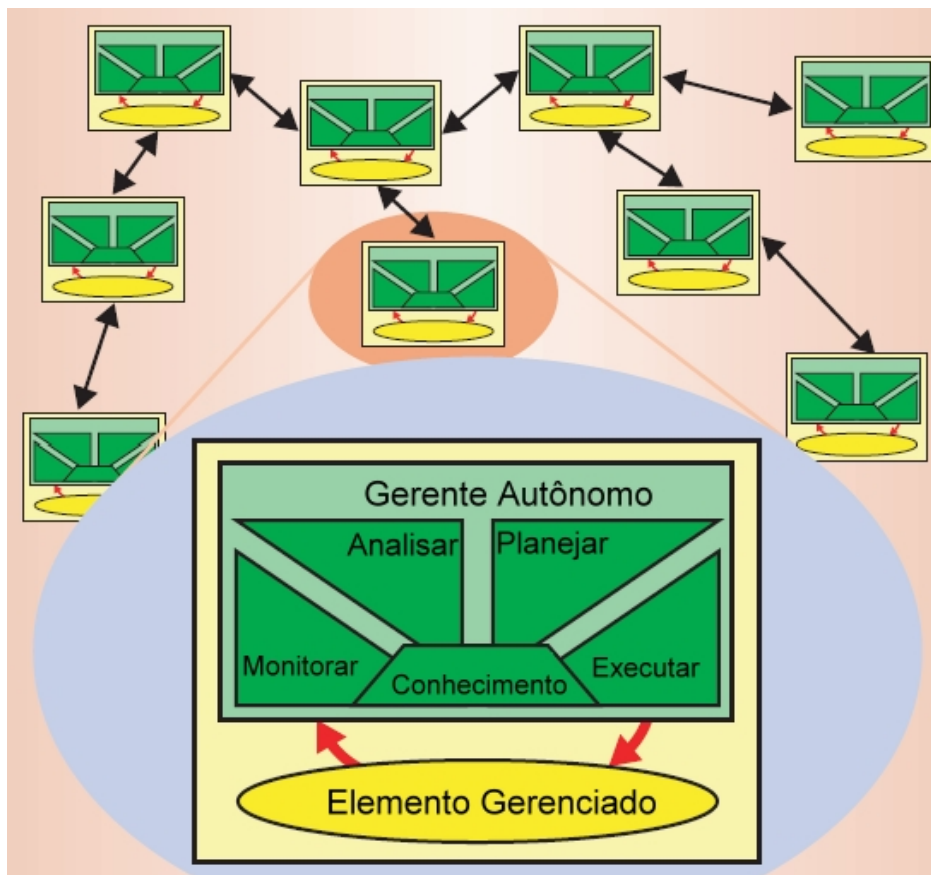 Gerente Autônomo
Analisar Planejar
Monitorar Conhecimento Executar
Elemento Gerenciado